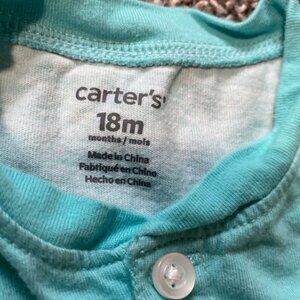 carter's
18m
months / mois
Made in China
Fabriqué en Chine
Hecho en China